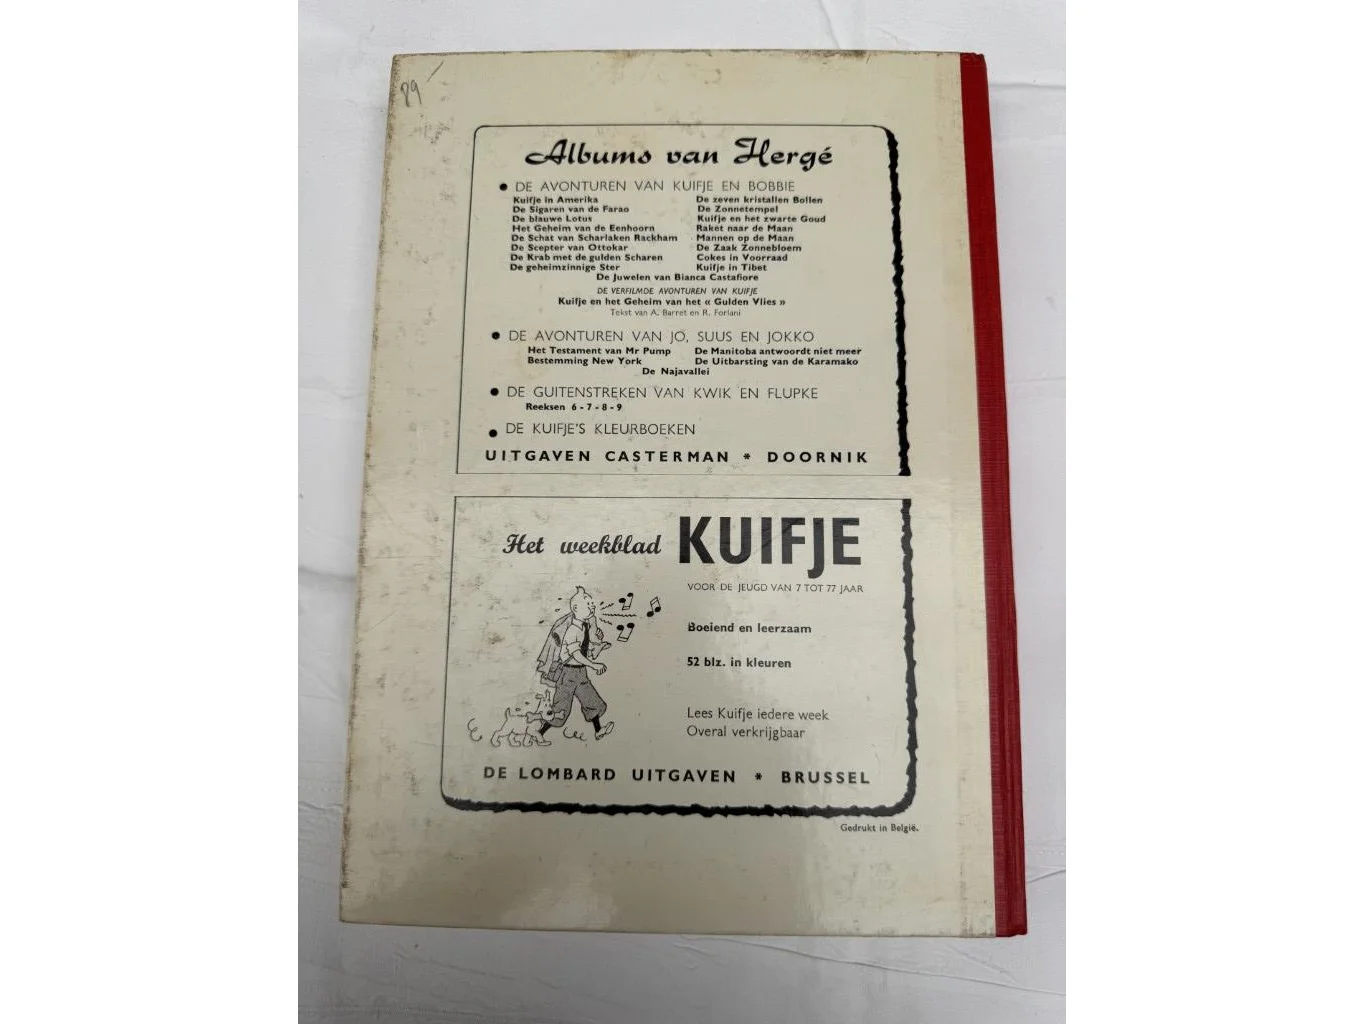 89 -
Albums van Hergé
• DE AVONTUREN VAN KUIFJE EN BOBBIE
Kuifje in Amerika
De Sigaren van de Farao
De blauwe Lotus
Het Geheim van de Eenhoorn
De Schat van Scharlaken Rackham
De Scepter van Ottokar
De Krab met de gulden Scharen
De geheimzinnige Ster
De zeven kristallen Bollen
De Zonnetempel
Kuifje en het zwarte Goud
Raket naar de Maan
Mannen op de Maan
De Zaak Zonnebloem
Cokes in Voorraad
Kuifje in Tibet
De Juwelen van Bianca Castafiore
DE VERFILMDE AVONTUREN VAN KUIFJE
Kuifje en het Geheim van het « Gulden Vlies »
Tekst van A. Barret en R. Forlani
• DE AVONTUREN VAN JO, SUUS EN JOKKO
Het Testament van Mr Pump
Bestemming New York
De Manitoba antwoordt niet meer
De Uitbarsting van de Karamako
De Najavallei
• DE GUITENSTREKEN VAN KWIK EN FLUPKE
Reeksen 6 - 7 - 8 - 9
• DE KUIFJE'S KLEURBOEKEN
UITGAVEN CASTERMAN * DOORNIK
Het weekblad KUIFJE
VOOR DE JEUGD VAN 7 TOT 77 JAAR
Boeiend en leerzaam
52 blz. in kleuren
Lees Kuifje iedere week
Overal verkrijgbaar
DE LOMBARD UITGAVEN * BRUSSEL
Gedrukt in België.